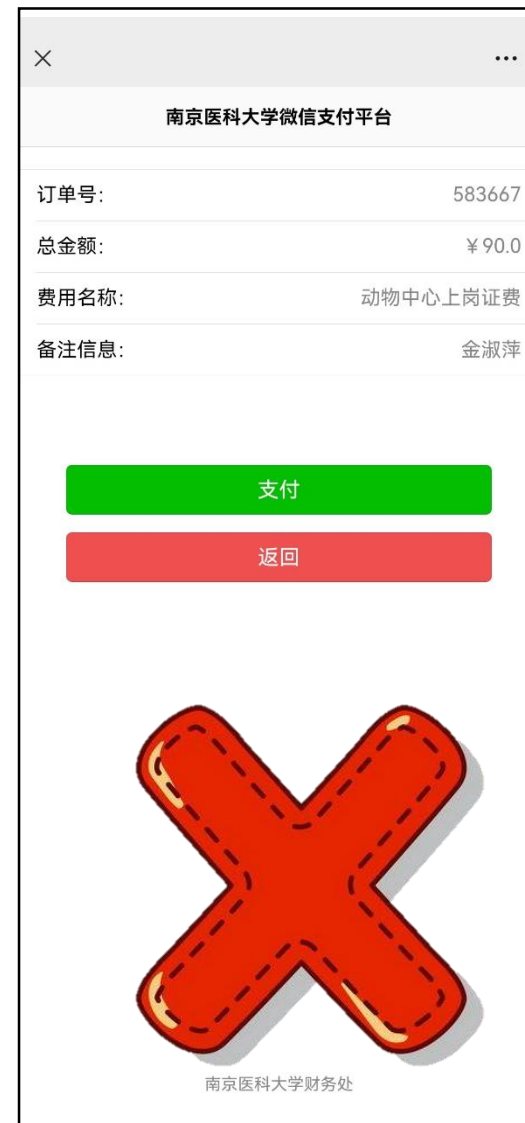 南京医科大学微信支付平台
订单号： 583667
总金额： ￥90.0
费用名称： 动物中心上岗证费
备注信息： 金淑萍
支付
返回
南京医科大学财务处